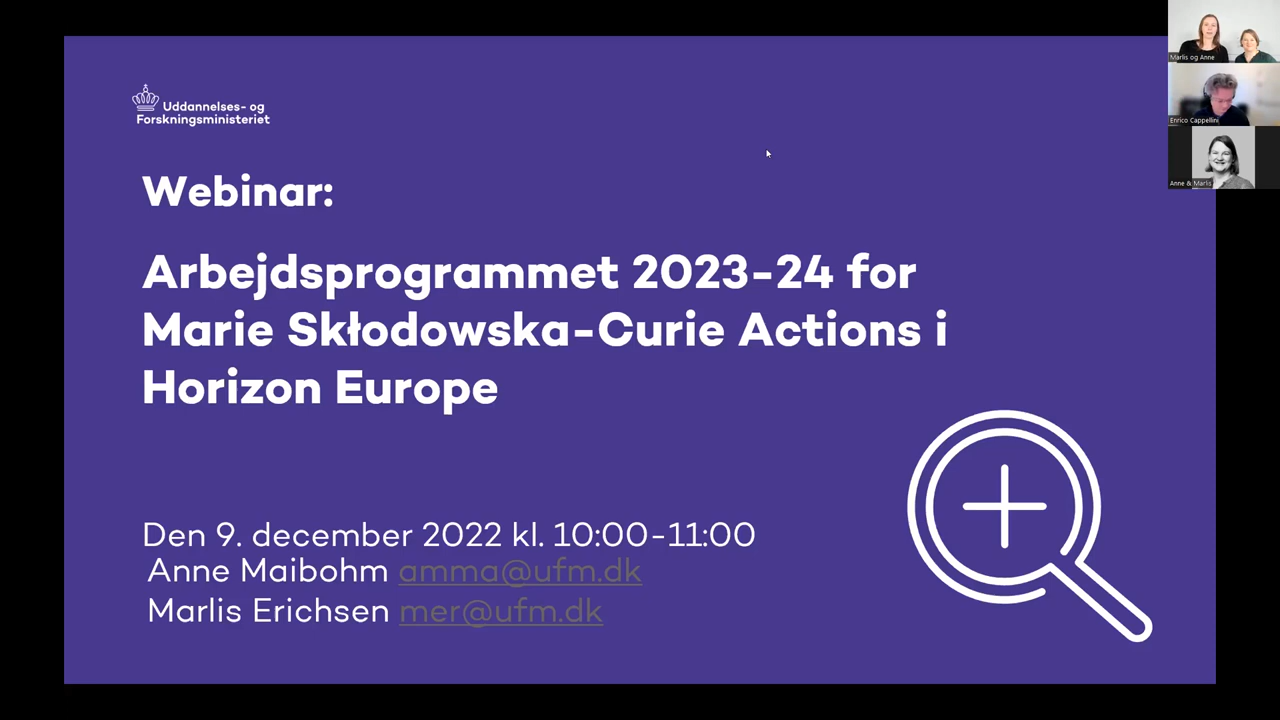 Uddannelses- og
Forskningsministeriet
Webinar:
Arbejdsprogrammet 2023-24 for
Marie Skłodowska-Curie Actions i
Horizon Europe
Den 9. december 2022 kl. 10:00-11:00
Anne Maibohm amma@ufm.dk
Marlis Erichsen mer@ufm.dk
Marlis og Anne
Enrico Cappellini
Anne & Marlis